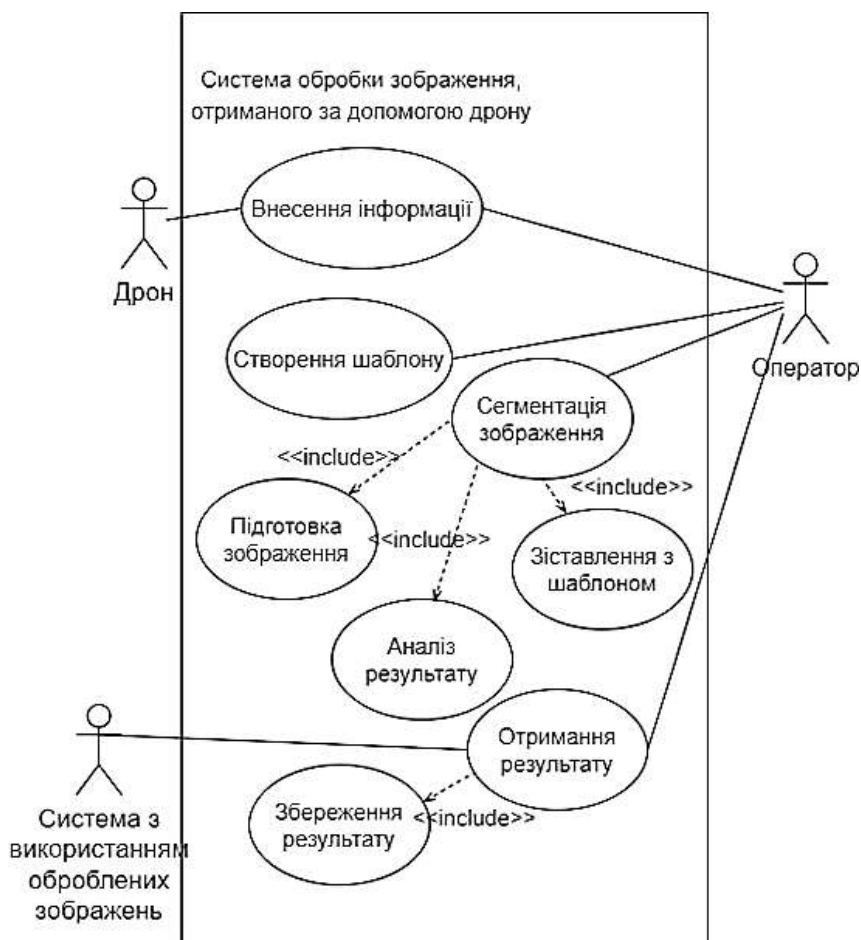 Система обробки зображення,
отриманого за допомогою дрону
Внесення інформації
Дрон
Створення шаблону
Оператор
Сегментація
зображення
<<include>>
<<include>>
Підготовка
зображення
<<include>>
Зіставлення з
шаблоном
Аналіз
результату
Отримання
результату
Збереження
результату
<<include>>
Система з
використанням
оброблених
зображень